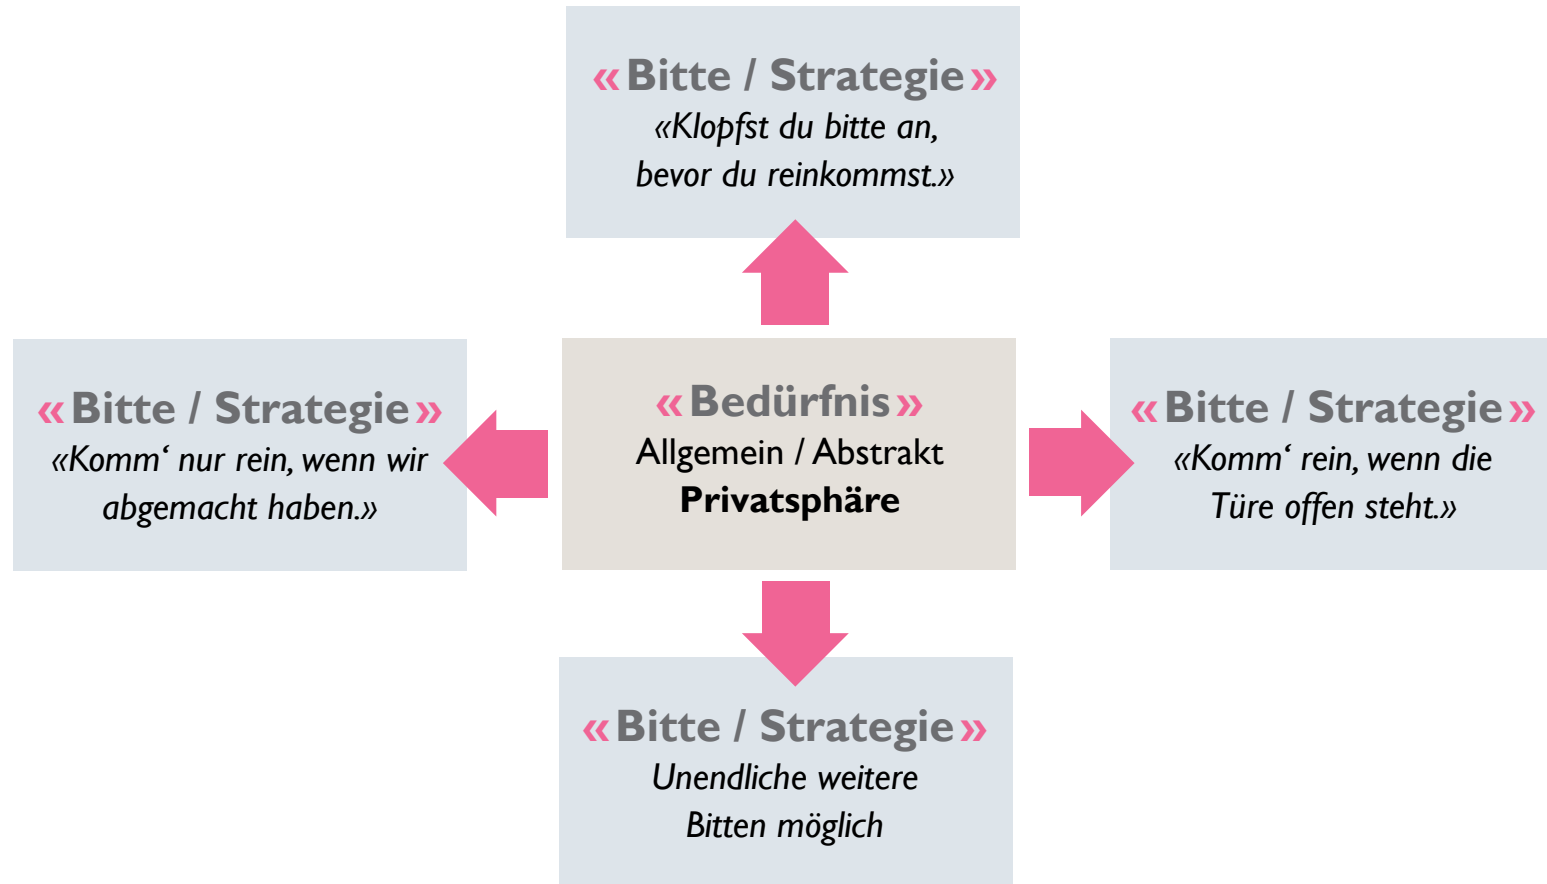 «Bitte / Strategie»
«Klopfst du bitte an,
bevor du reinkommst.»
«Bitte / Strategie»
«Komm‘ nur rein, wenn wir
abgemacht haben.»
«Bedürfnis»
Allgemein / Abstrakt
Privatsphäre
«Bitte / Strategie»
«Komm‘ rein, wenn die
Türe offen steht.»
«Bitte / Strategie»
Unendliche weitere
Bitten möglich